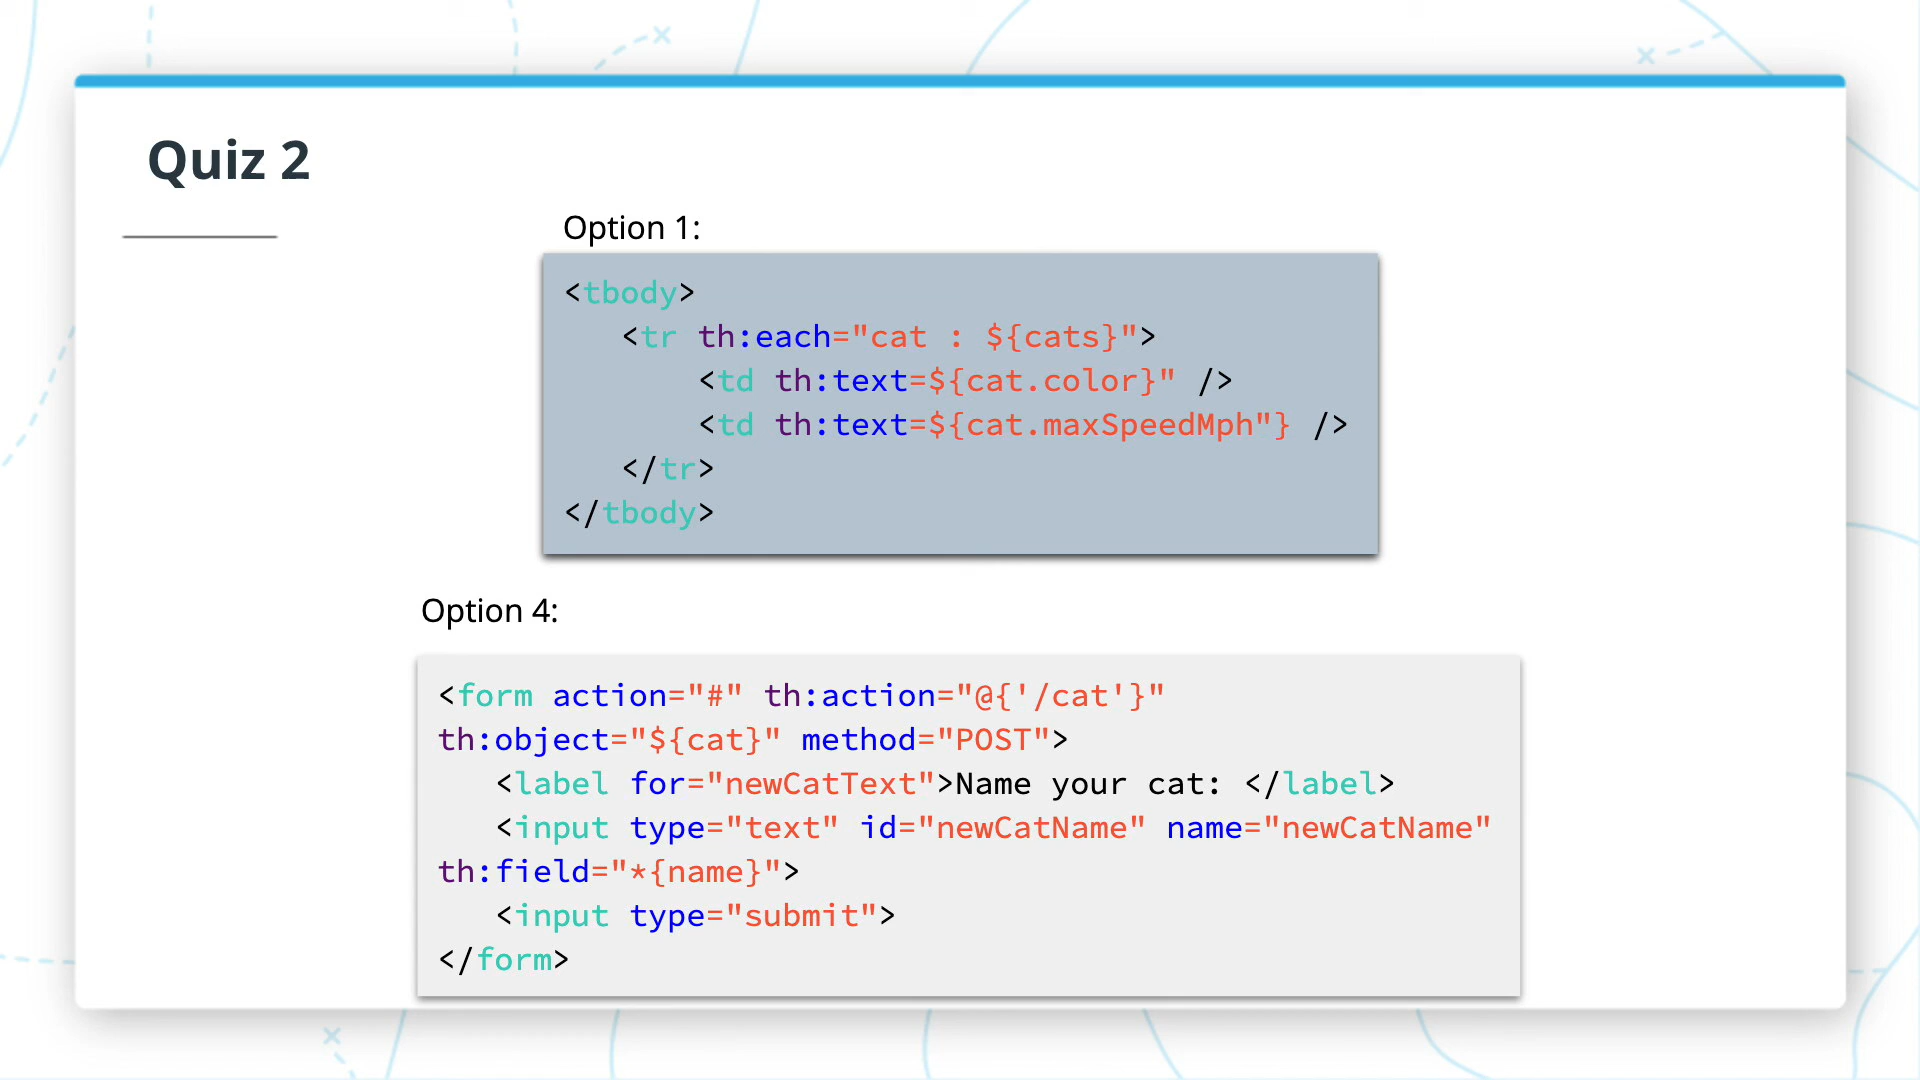 Quiz 2
Option 1:
<tbody>
<tr th:each="cat : ${cats}">
<td th:text=${cat.color}" />
<td th:text=${cat.maxSpeedMph"} />
</tr>
</tbody>
Option 4:
<form action="#" th:action="@{'/cat'}"
th:object="${cat}" method="POST">
<label for="newCatText">Name your cat: </label>
<input type="text" id="newCatName" name="newCatName"
th:field="*{name}">
<input type="submit">
</form>